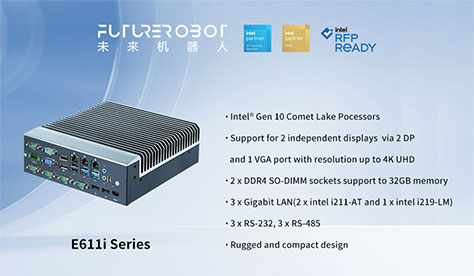 FUTUREROBOT
未来机器人
intel
partner
intel
partner
intel
RFP
READY
· Intel® Gen 10 Comet Lake Pocessors
· Support for 2 independent displays via 2 DP
and 1 VGA port with resolution up to 4K UHD
· 2 x DDR4 SO-DIMM sockets support to 32GB memory
· 3 x Gigabit LAN(2 x intel i211-AT and 1 x intel i219-LM)
· 3 x RS-232, 3 x RS-485
· Rugged and compact design
E611i Series